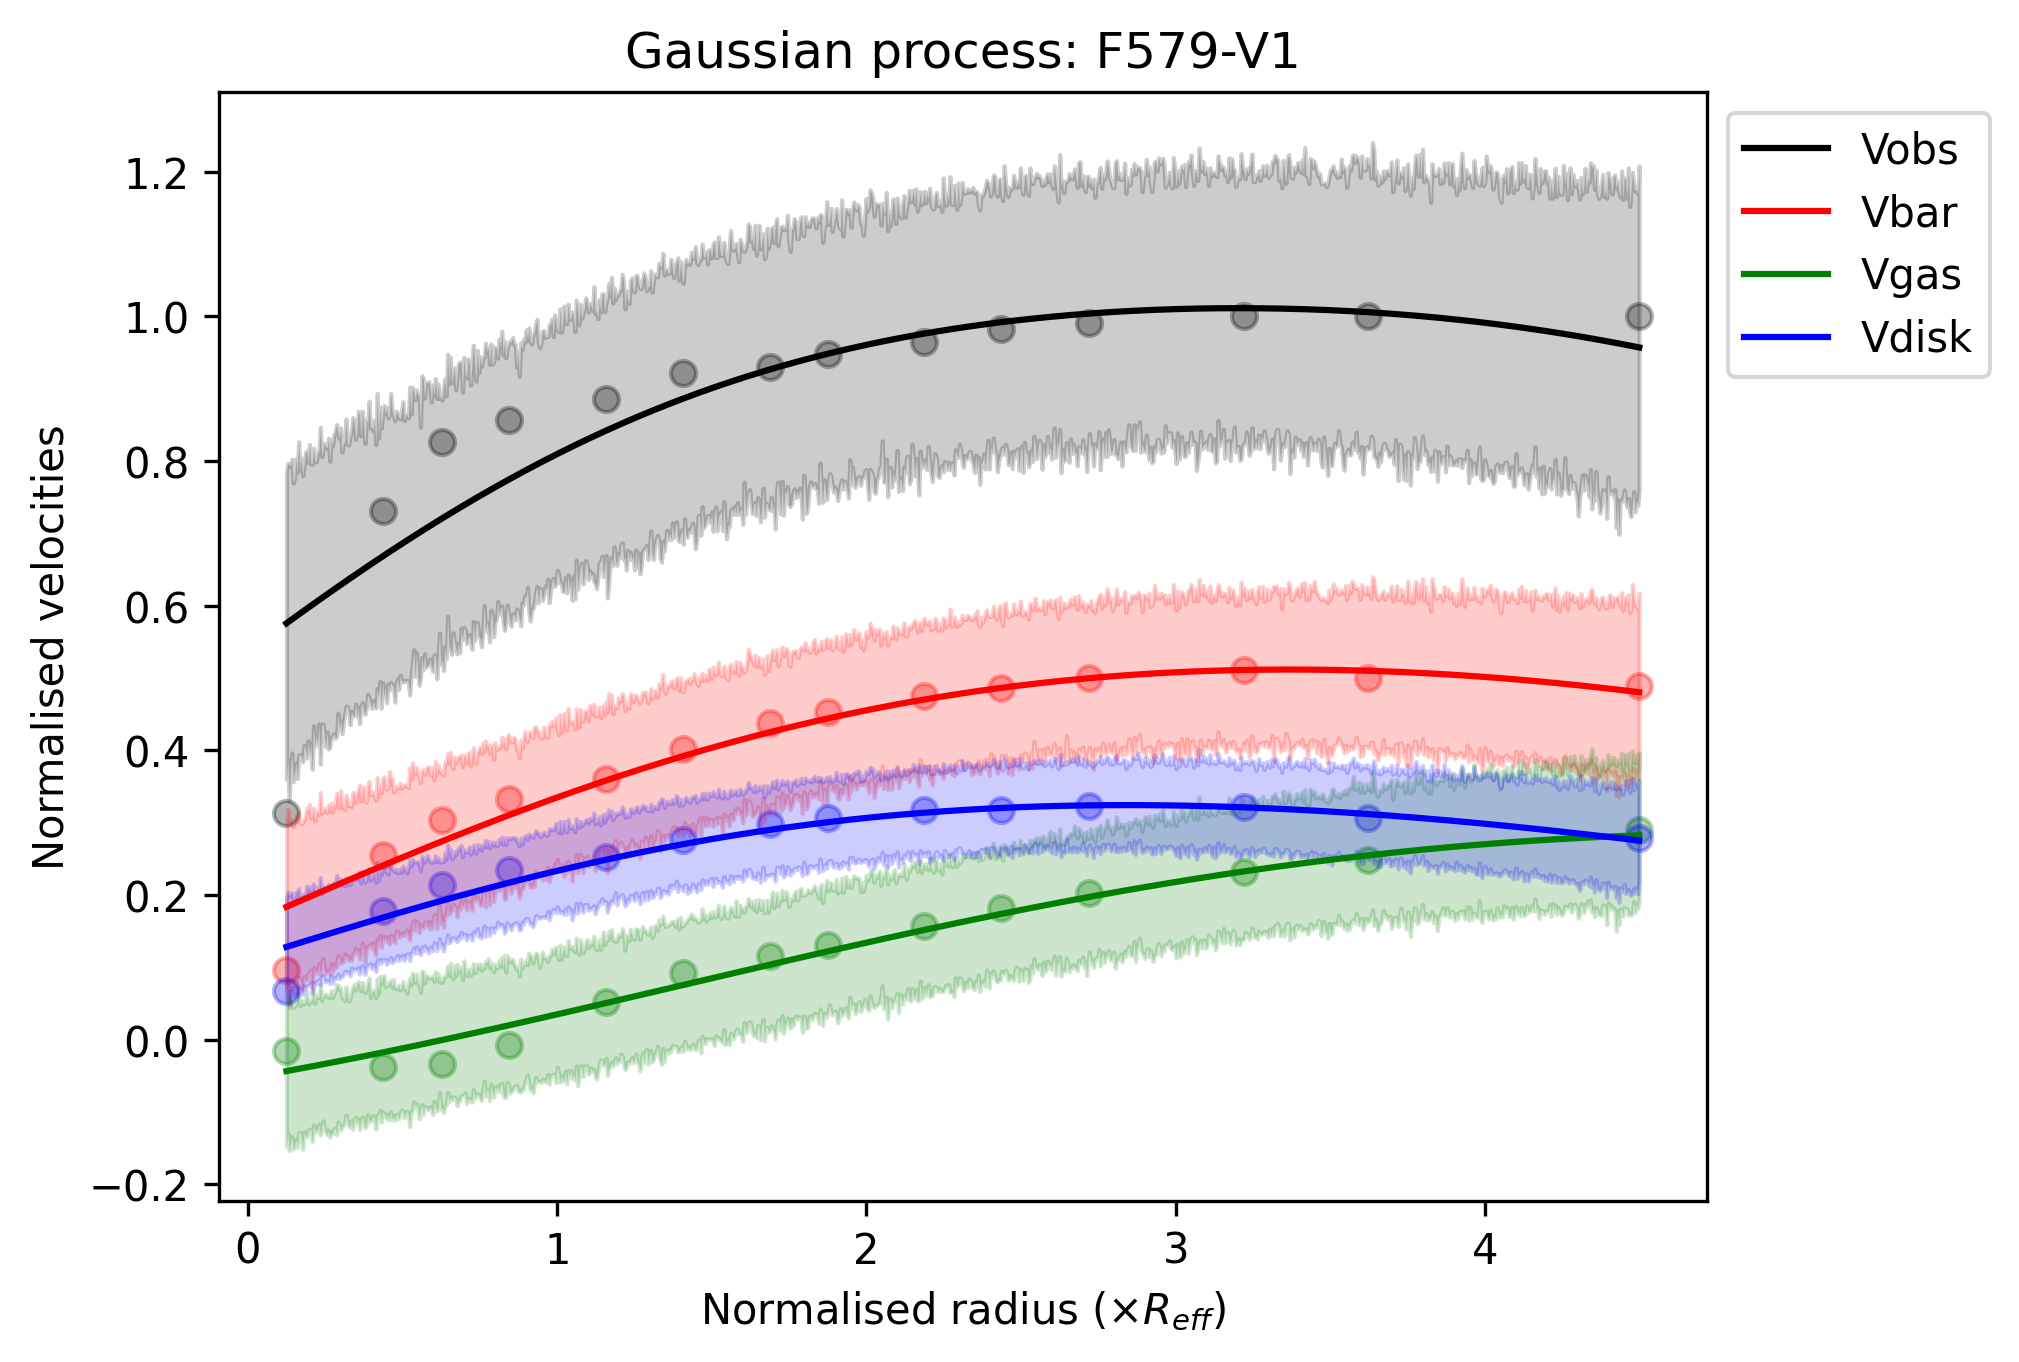 Gaussian process: F579-V1
Vobs
Vbar
Vgas
Vdisk
Normalised velocities
1.2
1.0
0.8
0.6
0.4
0.2
0.0
−0.2
0 1 2 3 4
Normalised radius (×R_eff)